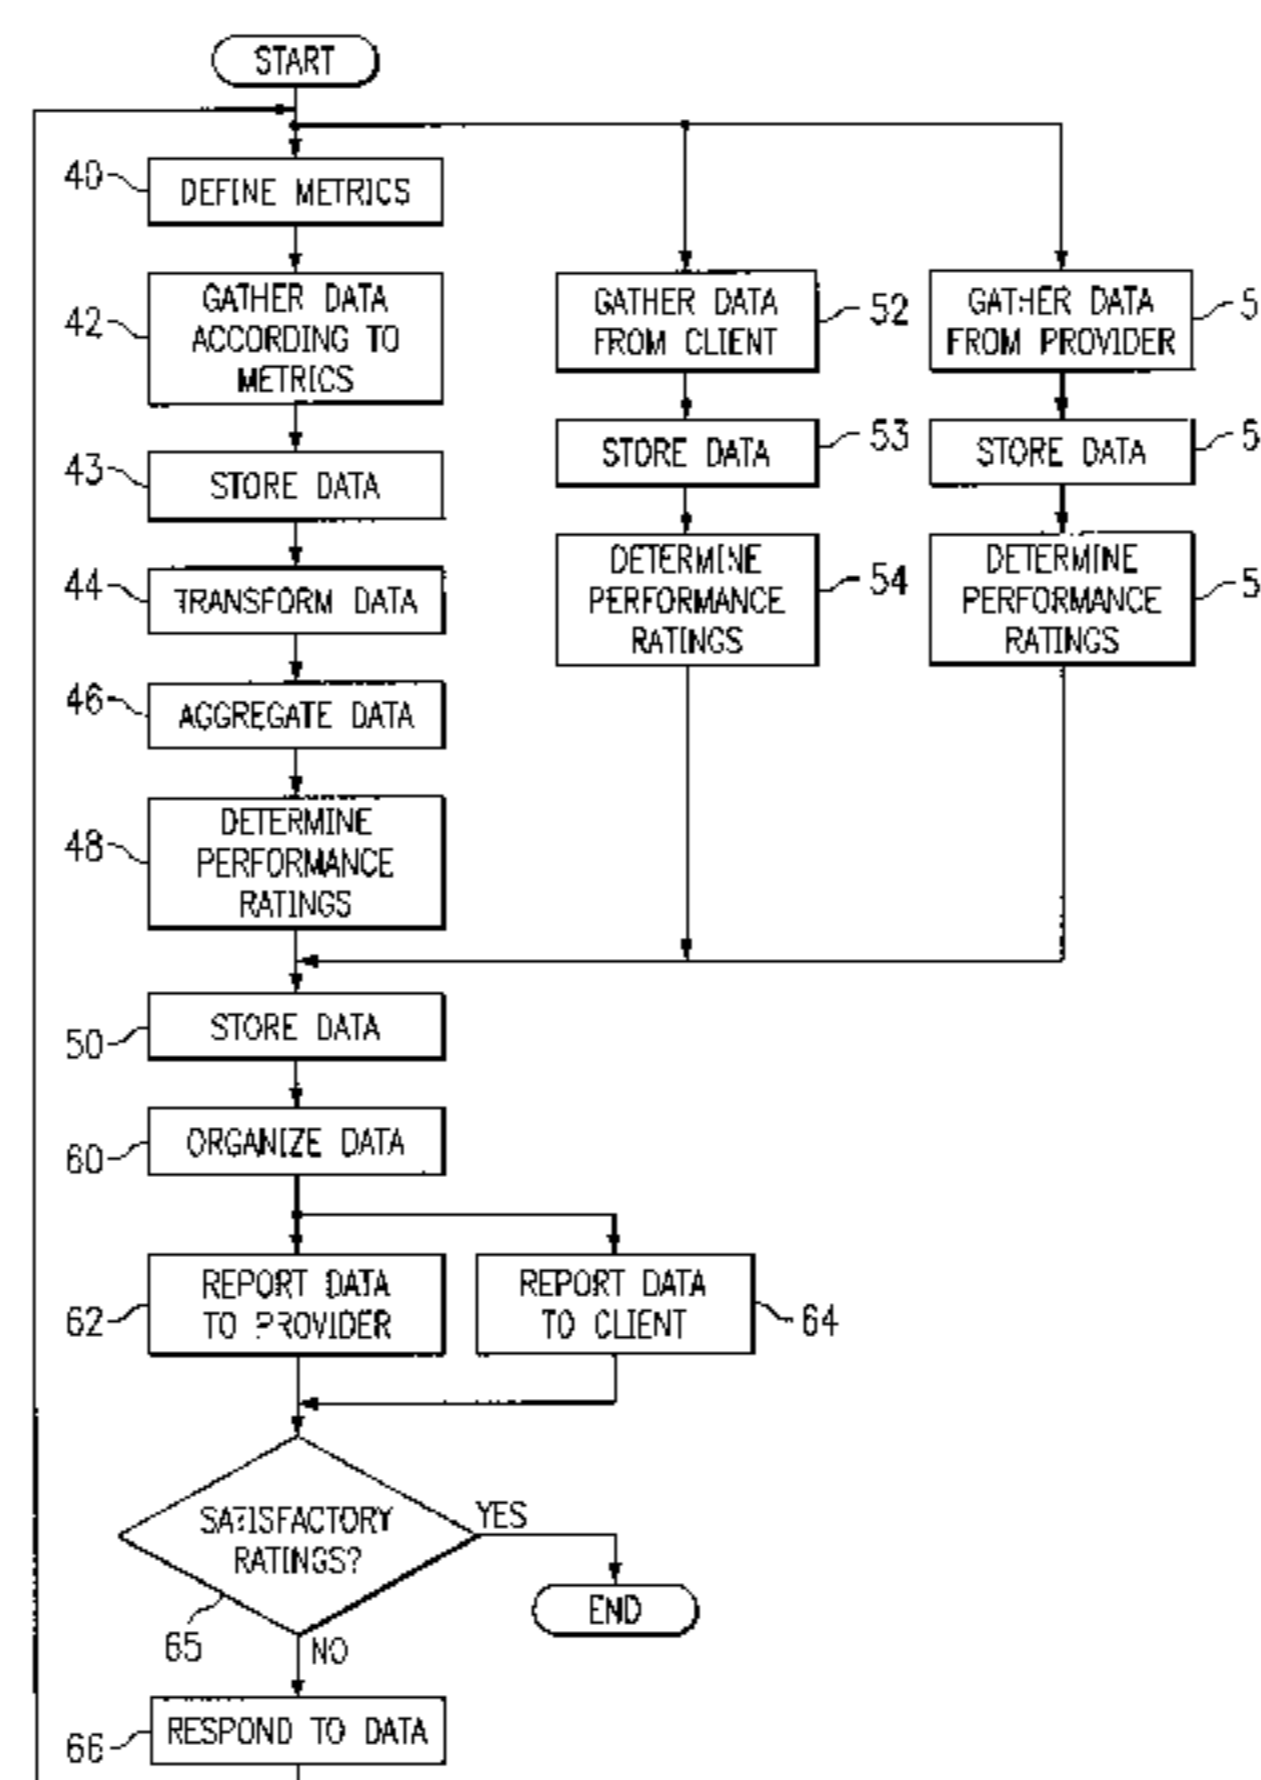 START
40
DEFINE METRICS
42
GATHER DATA
ACCORDING TO
METRICS
43
STORE DATA
44
TRANSFORM DATA
46
AGGREGATE DATA
48
DETERMINE
PERFORMANCE
RATINGS
GATHER DATA
FROM CLIENT
52
STORE DATA
53
DETERMINE
PERFORMANCE
RATINGS
54
GATHER DATA
FROM PROVIDER
5
STORE DATA
5
DETERMINE
PERFORMANCE
RATINGS
5
50
STORE DATA
60
ORGANIZE DATA
62
REPORT DATA
TO PROVIDER
REPORT DATA
TO CLIENT
64
SATISFACTORY
RATINGS?
65
YES
END
NO
66
RESPOND TO DATA